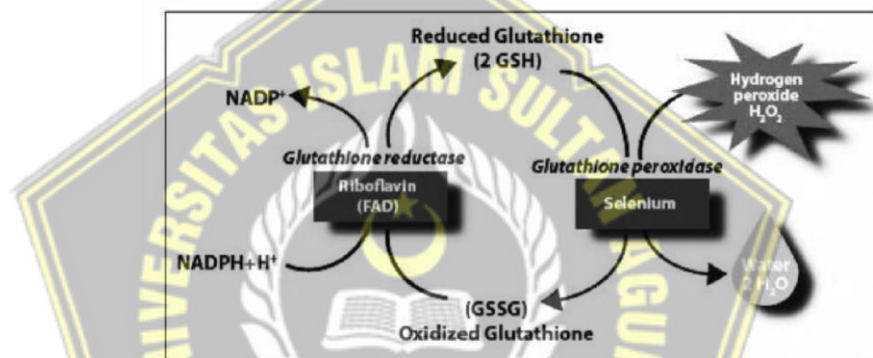 Reduced Glutathione
(2 GSH)
Hydrogen
peroxide
H₂O₂
NADP⁺
Glutathione reductase
Glutathione peroxidase
Riboflavin
(FAD)
Selenium
NADPH+H⁺
Water
2 H₂O
(GSSG)
Oxidized Glutathione
UNIVERSITAS ISLAM SULTAN AGUN